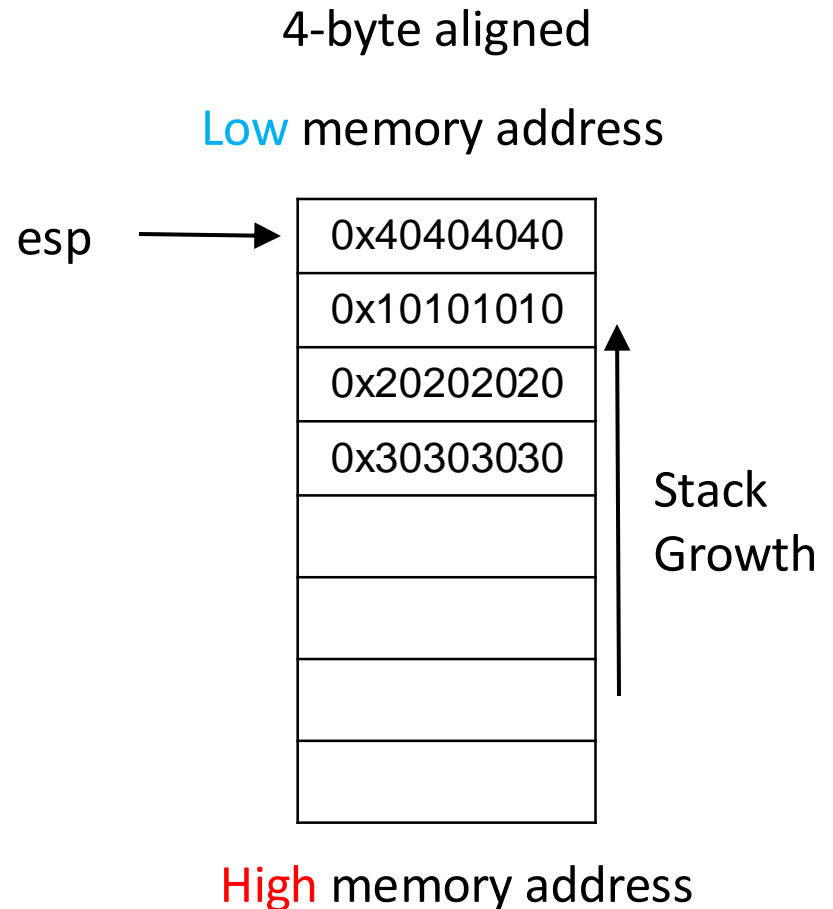 4-byte aligned
Low memory address
esp
0x40404040
0x10101010
0x20202020
0x30303030
Stack
Growth
High memory address